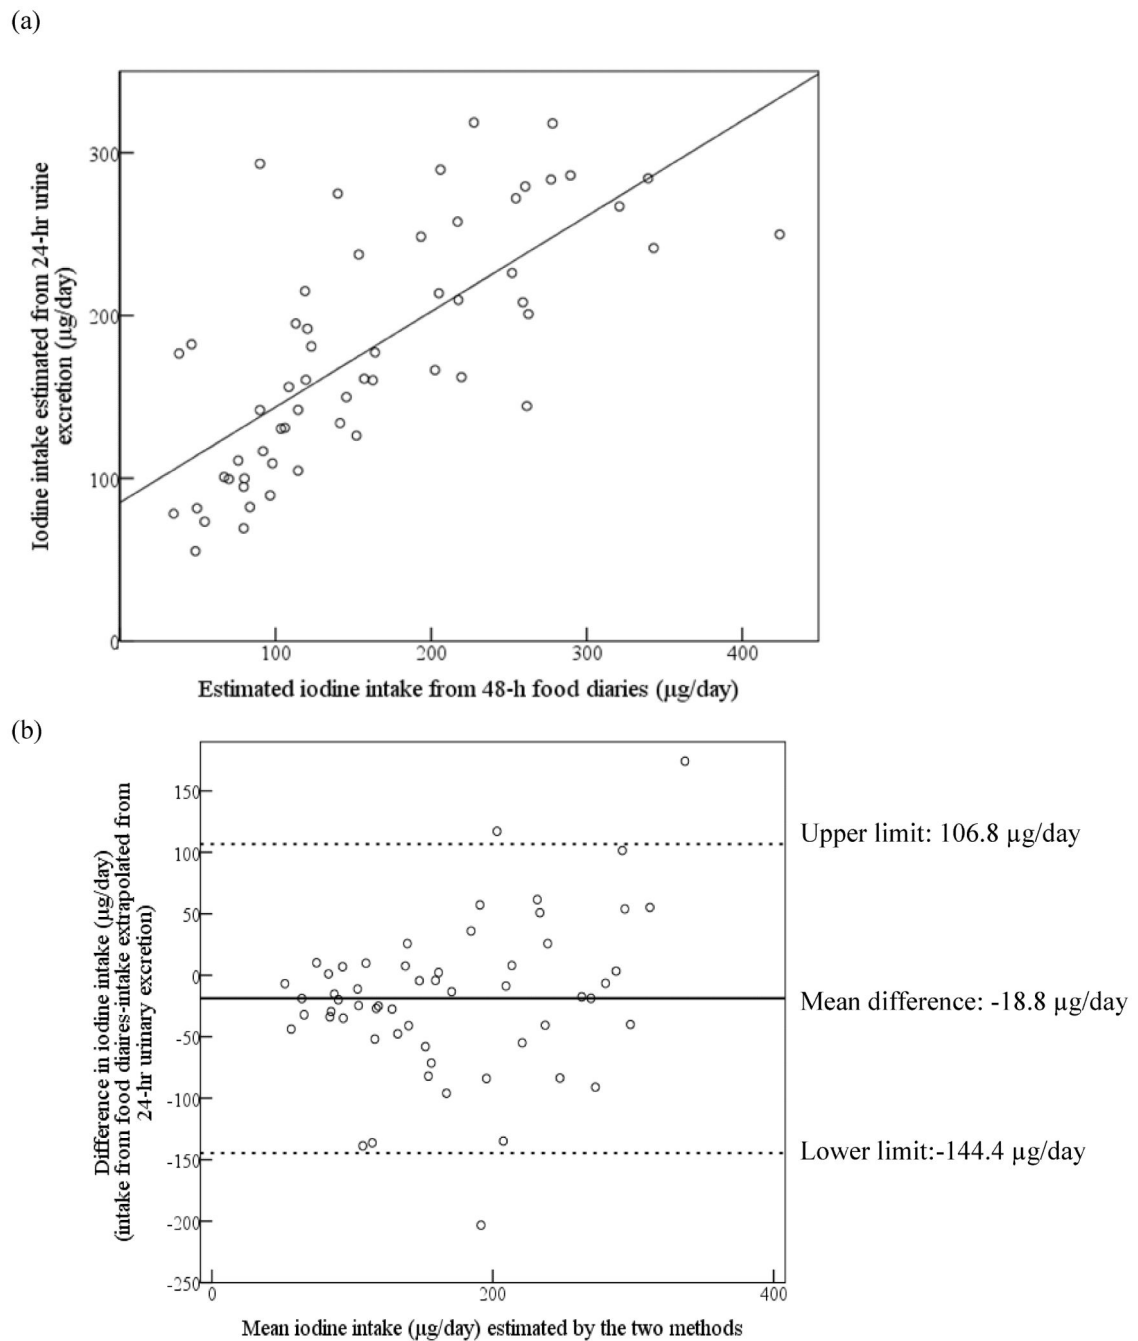 (a)
Iodine intake estimated from 24-hr urine
excretion (µg/day)
300
200
100
0
100 200 300 400
Estimated iodine intake from 48-h food diaries (µg/day)
(b)
Difference in iodine intake (µg/day)
(intake from food diaires-intake extrapolated from
24-hr urinary excretion)
150
100
50
0
-50
-100
-150
-200
-250
0 200 400
Upper limit: 106.8 µg/day
Mean difference: -18.8 µg/day
Lower limit:-144.4 µg/day
Mean iodine intake (µg/day) estimated by the two methods